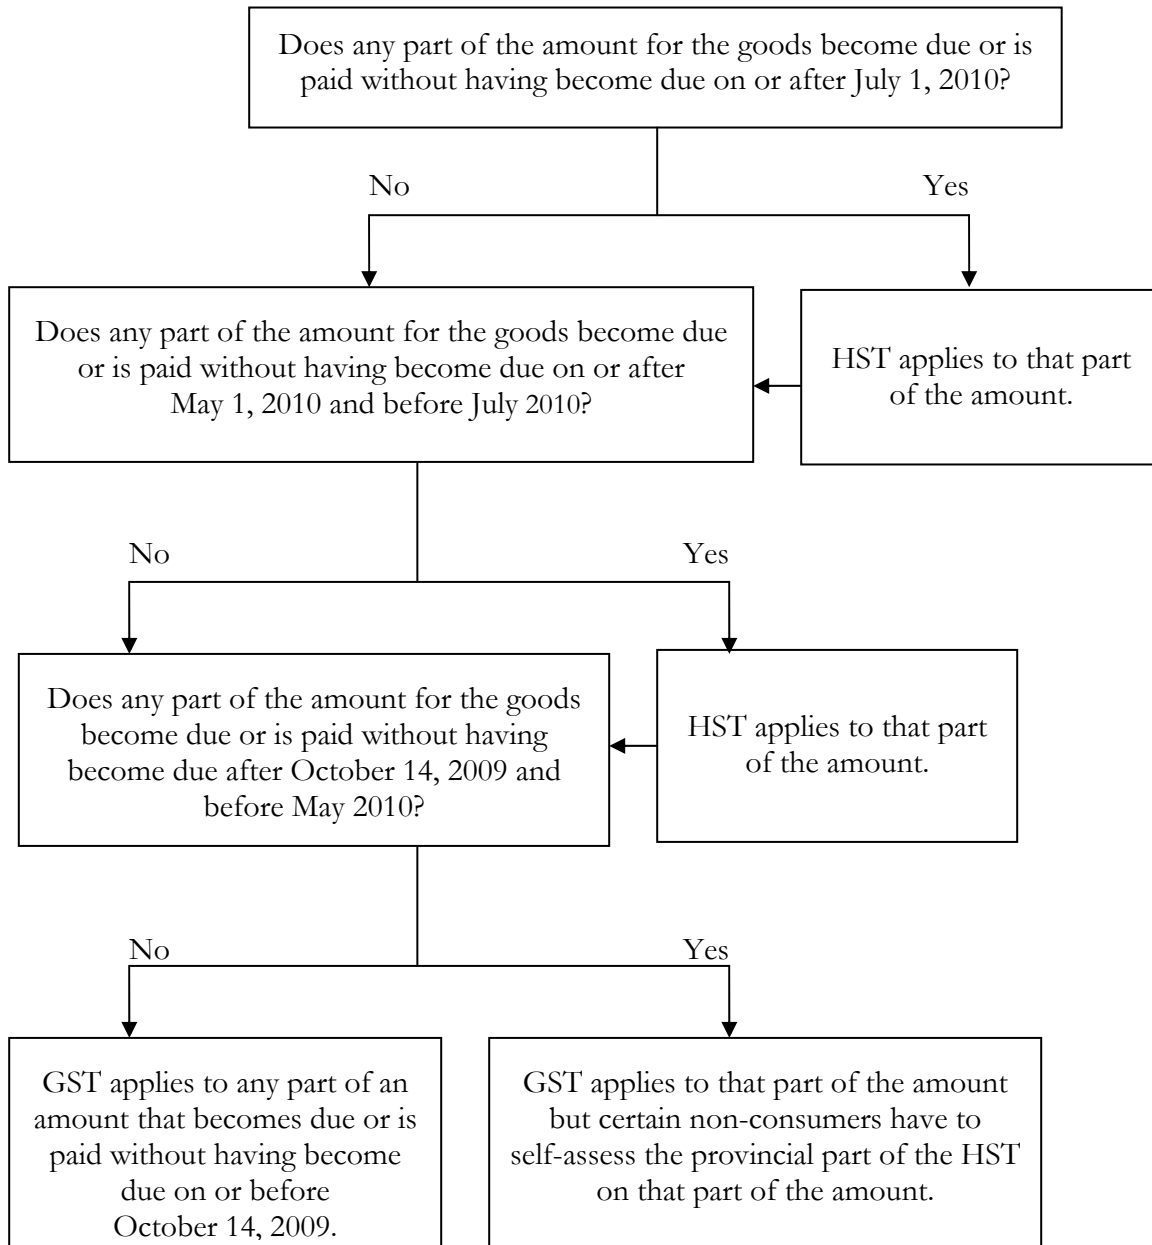 Does any part of the amount for the goods become due or is
paid without having become due on or after July 1, 2010?
No
Yes
Does any part of the amount for the goods become due
or is paid without having become due on or after
May 1, 2010 and before July 2010?
HST applies to that part
of the amount.
No
Yes
Does any part of the amount for the goods
become due or is paid without having
become due after October 14, 2009 and
before May 2010?
HST applies to that part
of the amount.
No
Yes
GST applies to any part of an
amount that becomes due or is
paid without having become
due on or before
October 14, 2009.
GST applies to that part of the amount
but certain non-consumers have to
self-assess the provincial part of the HST
on that part of the amount.